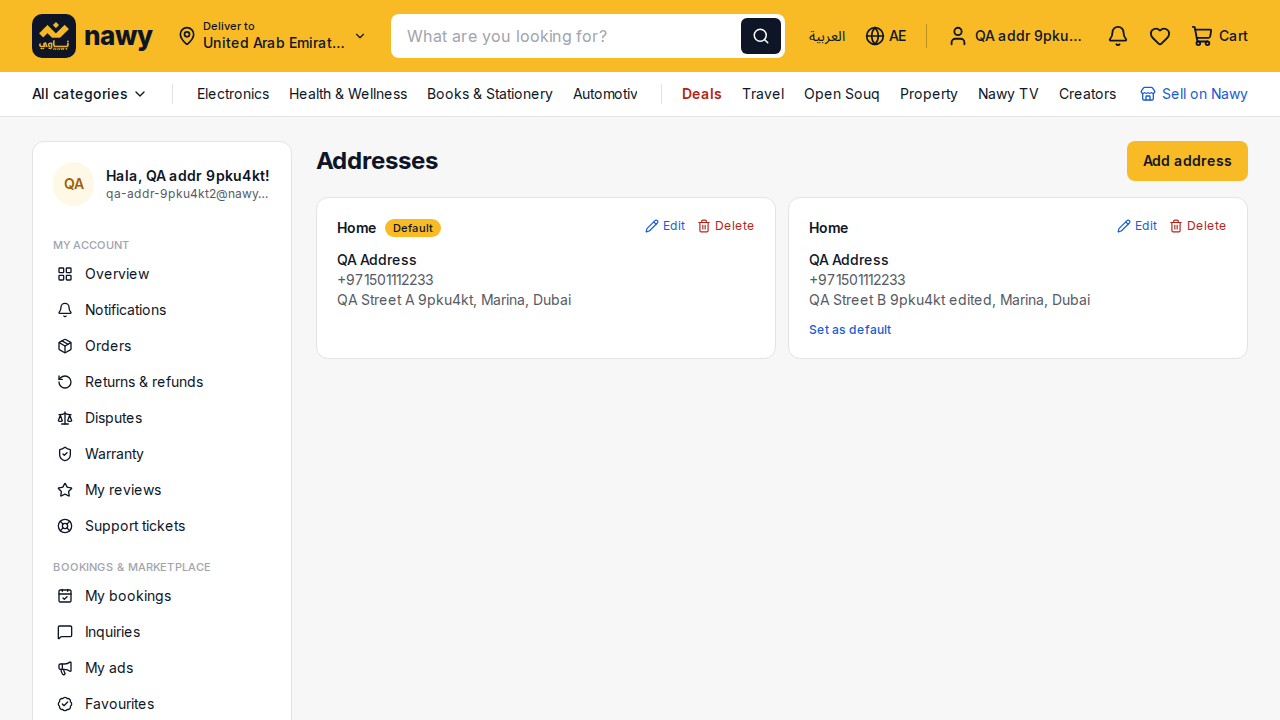 نـــاوي
NAWY
nawy
Deliver to
United Arab Emirat...
What are you looking for?
العربية
AE
QA addr 9pku...
Cart
All categories
Electronics
Health & Wellness
Books & Stationery
Automotiv
Deals
Travel
Open Souq
Property
Nawy TV
Creators
Sell on Nawy
QA
Hala, QA addr 9pku4kt!
qa-addr-9pku4kt2@nawy...
MY ACCOUNT
Overview
Notifications
Orders
Returns & refunds
Disputes
Warranty
My reviews
Support tickets
BOOKINGS & MARKETPLACE
My bookings
Inquiries
My ads
Favourites
Addresses
Add address
Home
Default
Edit
Delete
QA Address
+971501112233
QA Street A 9pku4kt, Marina, Dubai
Home
Edit
Delete
QA Address
+971501112233
QA Street B 9pku4kt edited, Marina, Dubai
Set as default